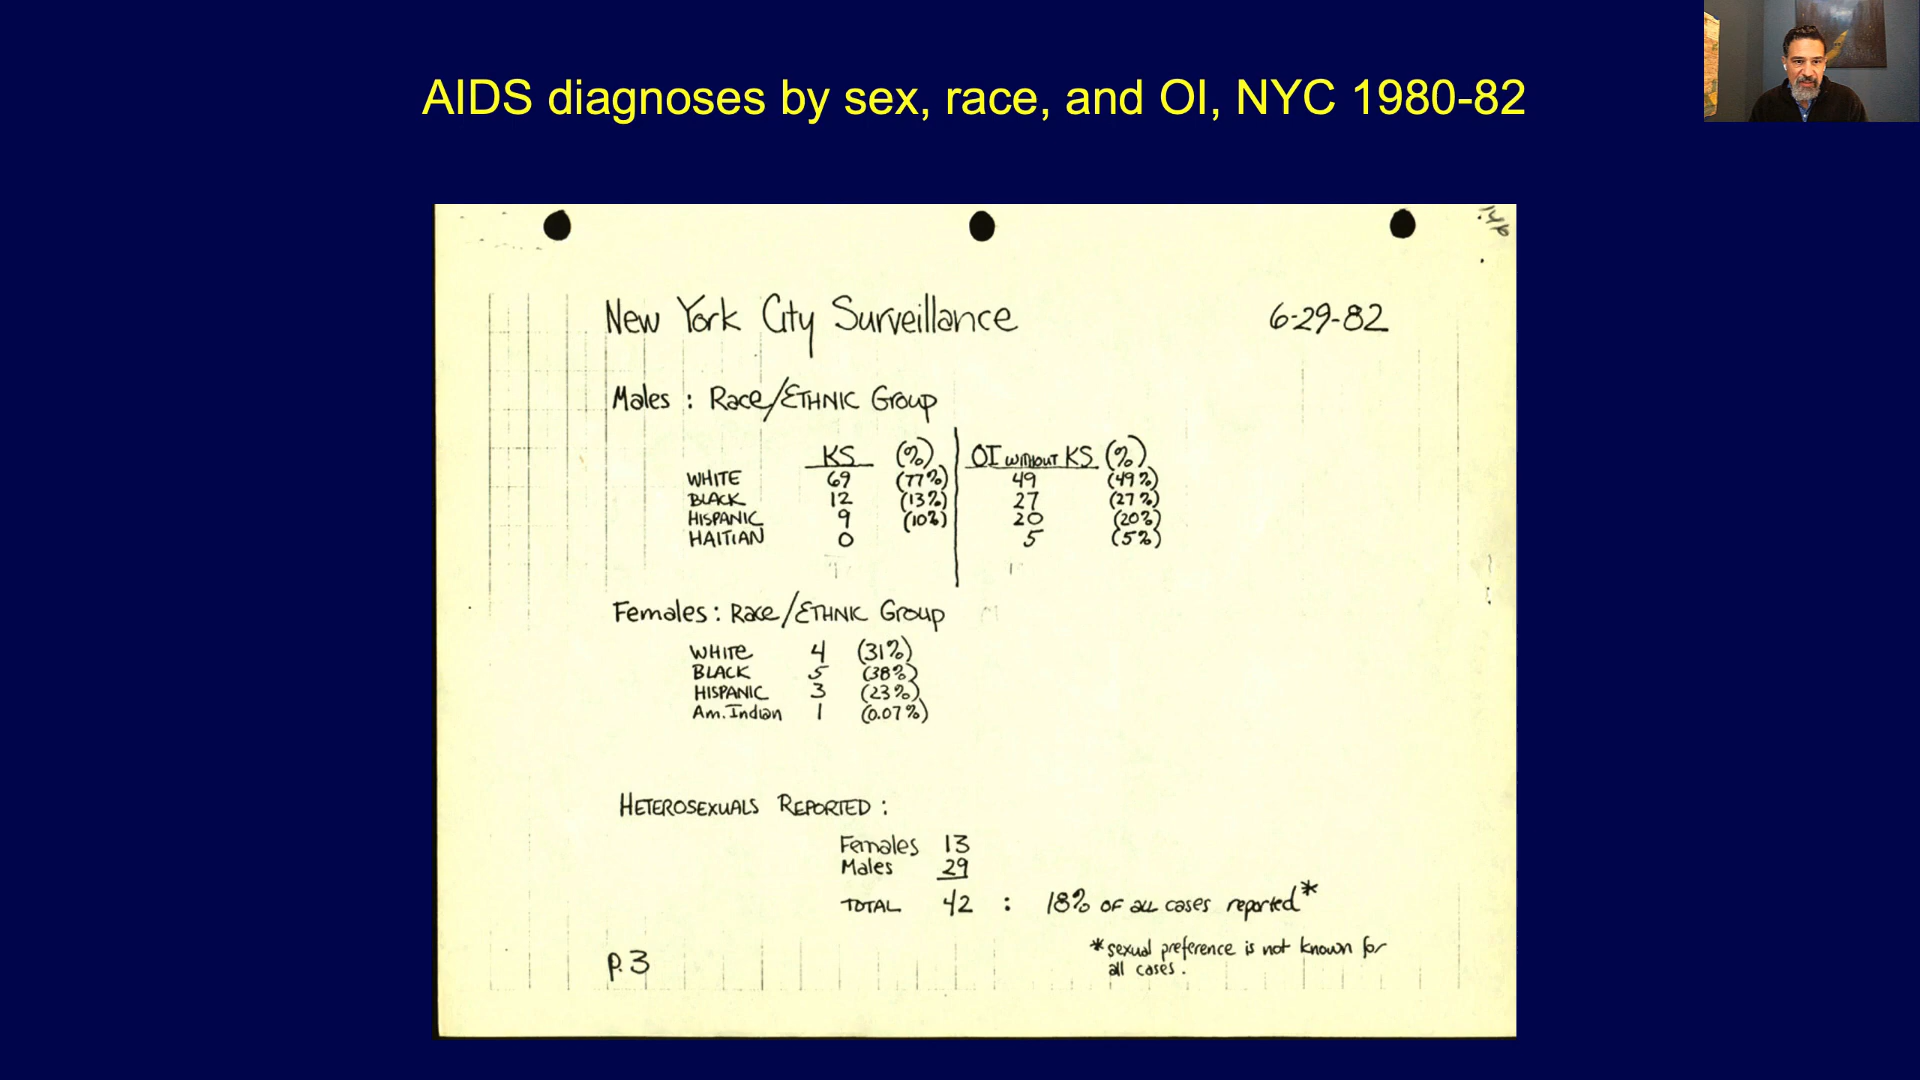 AIDS diagnoses by sex, race, and OI, NYC 1980-82
New York City Surveillance 6-29-82
Males : Race/ETHNIC Group
KS (%) OI WITHOUT KS (%)
WHITE 69 (77%) 49 (49%)
BLACK 12 (13%) 27 (27%)
HISPANIC 9 (10%) 20 (20%)
HAITIAN 0 5 (5%)
Females : Race/ETHNIC Group
WHITE 4 (31%)
BLACK 5 (38%)
HISPANIC 3 (23%)
Am. Indian 1 (0.07%)
HETEROSEXUALS REPORTED :
Females 13
Males 29
TOTAL 42 : 18% OF ALL cases reported*
*sexual preference is not known for
all cases.
p.3